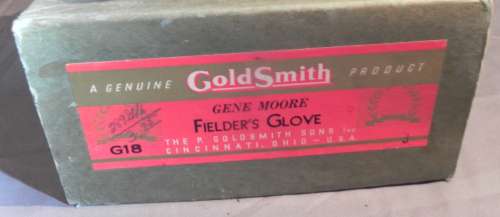 A GENUINE GoldSmith PRODUCT
GENE MOORE
FIELDER'S GLOVE
G18
THE P. GOLDSMITH SONS INC
CINCINNATI, OHIO - U.S.A.
J